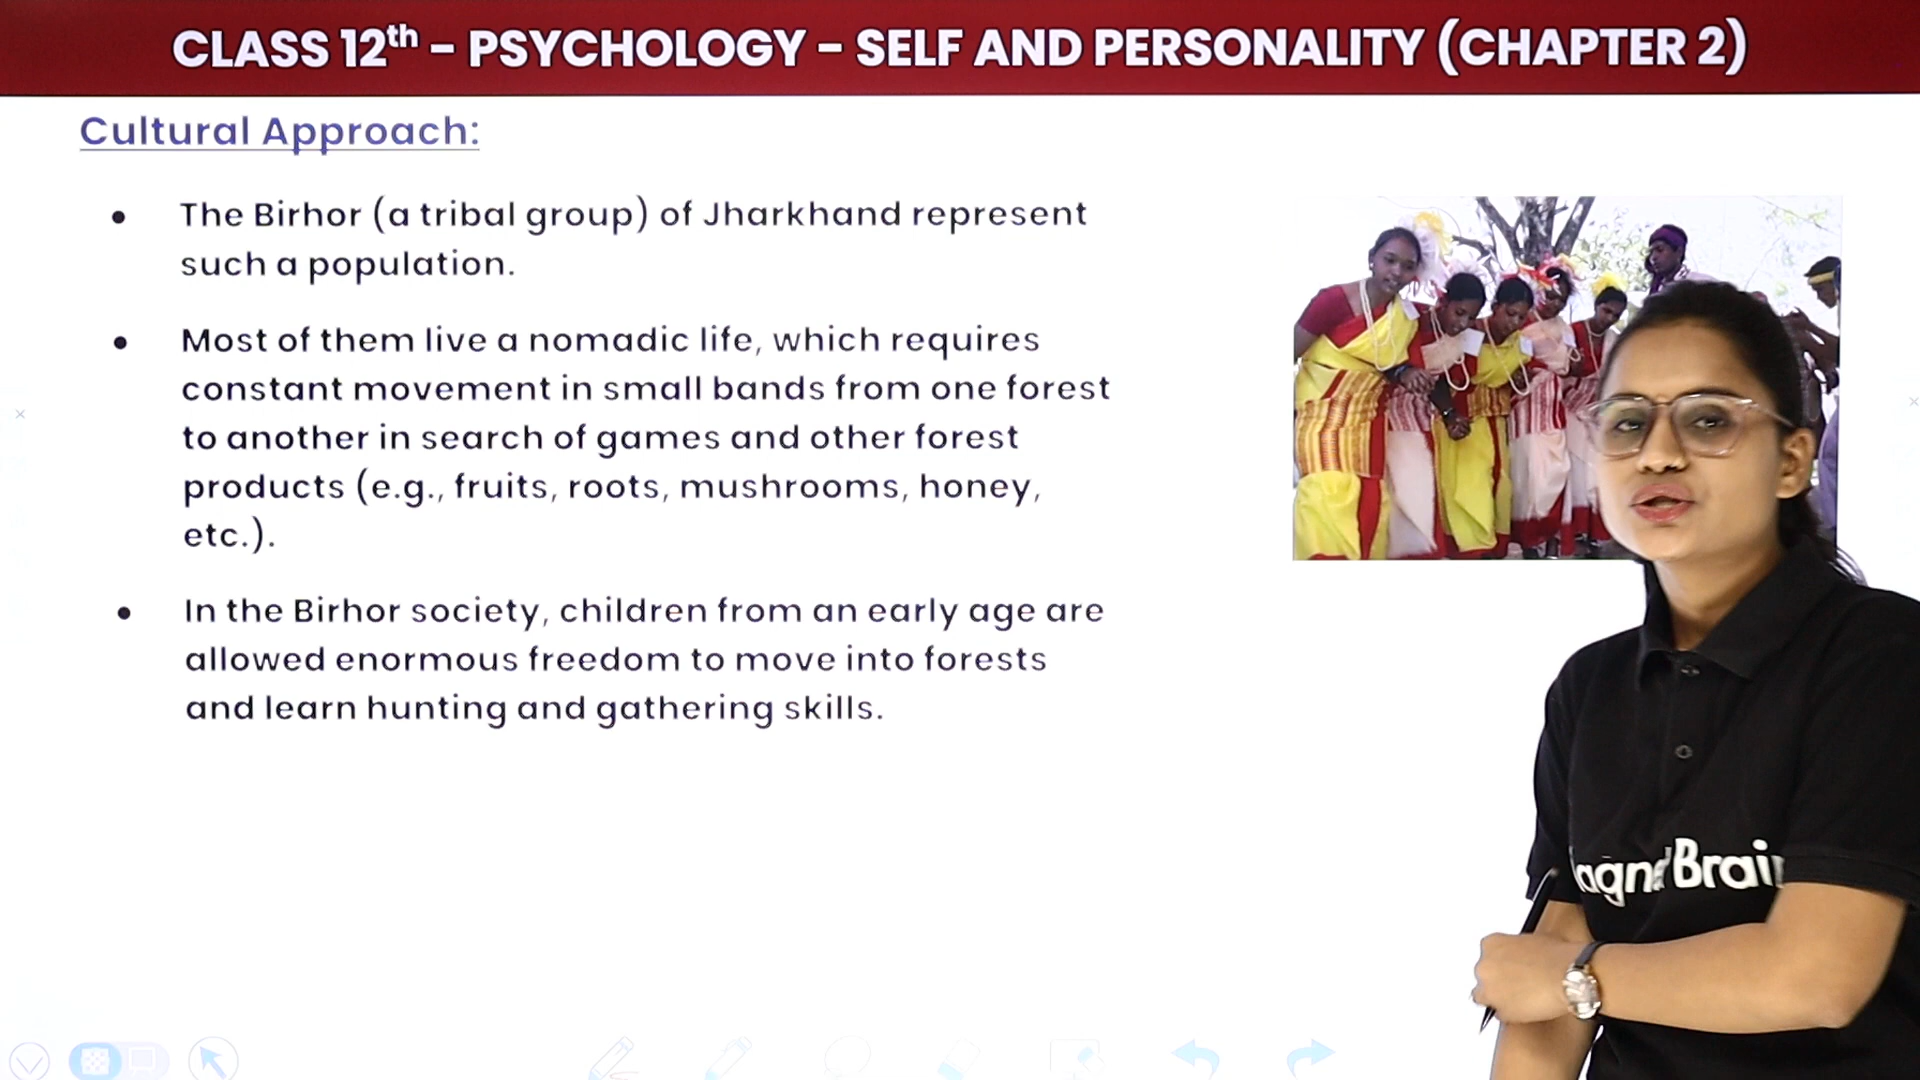 CLASS 12th – PSYCHOLOGY – SELF AND PERSONALITY (CHAPTER 2)
Cultural Approach:
• The Birhor (a tribal group) of Jharkhand represent
such a population.
• Most of them live a nomadic life, which requires
constant movement in small bands from one forest
to another in search of games and other forest
products (e.g., fruits, roots, mushrooms, honey,
etc.).
• In the Birhor society, children from an early age are
allowed enormous freedom to move into forests
and learn hunting and gathering skills.
agne Brai